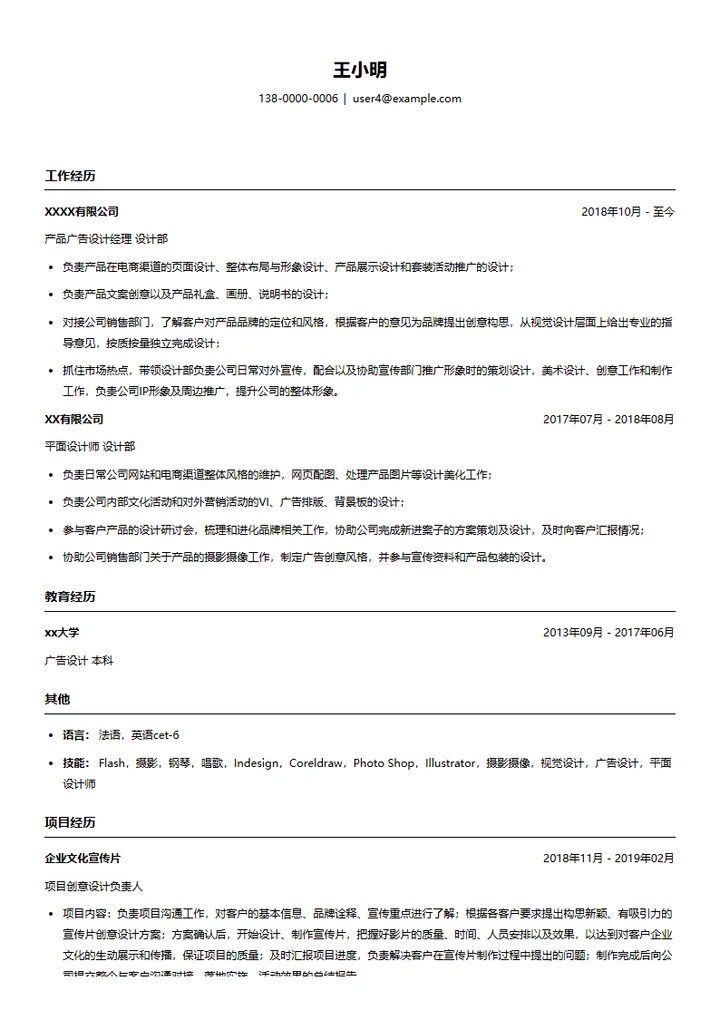 王小明
138-0000-0006 | user4@example.com
工作经历
XXXX有限公司 2018年10月 - 至今
产品广告设计经理 设计部
• 负责产品在电商渠道的页面设计、整体布局与形象设计、产品展示设计和套装活动推广的设计；
• 负责产品文案创意以及产品礼盒、画册、说明书的设计；
• 对接公司销售部门，了解客户对产品品牌的定位和风格，根据客户的意见为品牌提出创意构思，从视觉设计层面上给出专业的指
导意见，按质按量独立完成设计；
• 抓住市场热点，带领设计部负责公司日常对外宣传，配合以及协助宣传部门推广形象时的策划设计，美术设计、创意工作和制作
工作，负责公司IP形象及周边推广，提升公司的整体形象。
XX有限公司 2017年07月 - 2018年08月
平面设计师 设计部
• 负责日常公司网站和电商渠道整体风格的维护，网页配图、处理产品图片等设计美化工作；
• 负责公司内部文化活动和对外营销活动的VI、广告排版、背景板的设计；
• 参与客户产品的设计研讨会，梳理和进化品牌相关工作，协助公司完成新进案子的方案策划及设计，及时向客户汇报情况；
• 协助公司销售部门关于产品的摄影摄像工作，制定广告创意风格，并参与宣传资料和产品包装的设计。
教育经历
xx大学 2013年09月 - 2017年06月
广告设计 本科
其他
• 语言： 法语，英语cet-6
• 技能： Flash，摄影，钢琴，唱歌，Indesign，Coreldraw，Photo Shop，Illustrator，摄影摄像，视觉设计，广告设计，平面
设计师
项目经历
企业文化宣传片 2018年11月 - 2019年02月
项目创意设计负责人
• 项目内容：负责项目沟通工作，对客户的基本信息、品牌诠释、宣传重点进行了解；根据各客户要求提出构思新颖、有吸引力的
宣传片创意设计方案；方案确认后，开始设计、制作宣传片，把握好影片的质量、时间、人员安排以及效果，以达到对客户企业
文化的生动展示和传播，保证项目的质量；及时汇报项目进度，负责解决客户在宣传片制作过程中提出的问题；制作完成后向公
司提交整个与客户沟通对接、落地实施、活动效果的总结报告